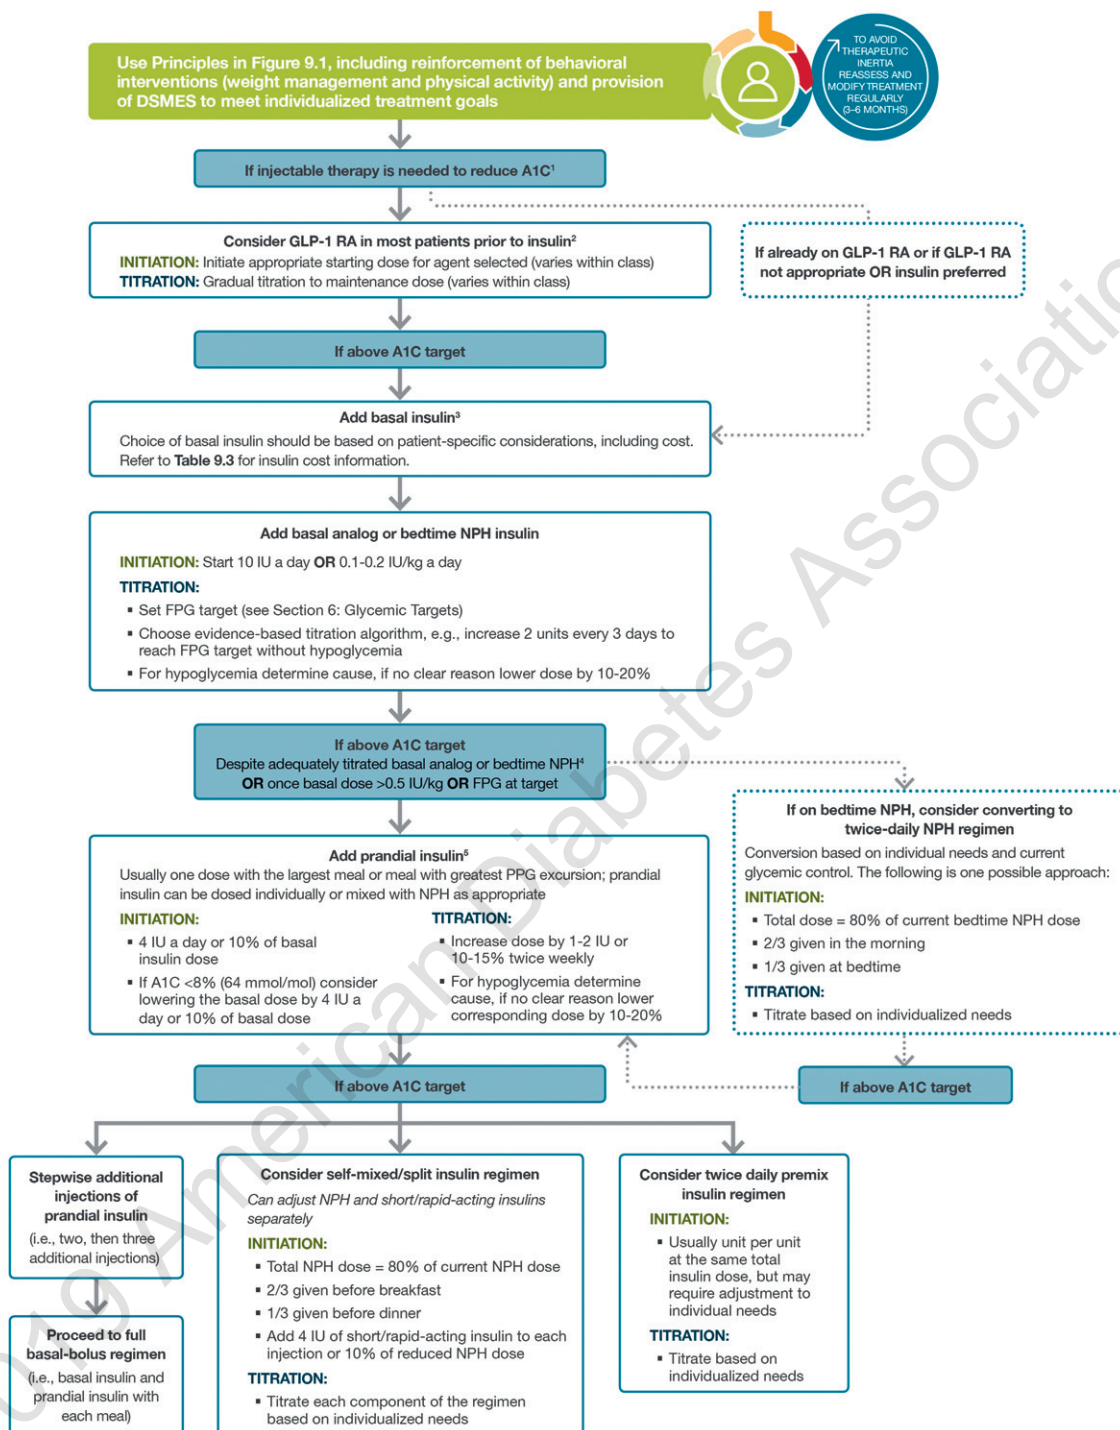 Use Principles in Figure 9.1, including reinforcement of behavioral
interventions (weight management and physical activity) and provision
of DSMES to meet individualized treatment goals
TO AVOID
THERAPEUTIC
INERTIA
REASSESS AND
MODIFY TREATMENT
REGULARLY
(3–6 MONTHS)
If injectable therapy is needed to reduce A1C¹
Consider GLP-1 RA in most patients prior to insulin²
INITIATION: Initiate appropriate starting dose for agent selected (varies within class)
TITRATION: Gradual titration to maintenance dose (varies within class)
If already on GLP-1 RA or if GLP-1 RA
not appropriate OR insulin preferred
If above A1C target
Add basal insulin³
Choice of basal insulin should be based on patient-specific considerations, including cost.
Refer to Table 9.3 for insulin cost information.
Add basal analog or bedtime NPH insulin
INITIATION: Start 10 IU a day OR 0.1-0.2 IU/kg a day
TITRATION:
▪ Set FPG target (see Section 6: Glycemic Targets)
▪ Choose evidence-based titration algorithm, e.g., increase 2 units every 3 days to
reach FPG target without hypoglycemia
▪ For hypoglycemia determine cause, if no clear reason lower dose by 10-20%
If above A1C target
Despite adequately titrated basal analog or bedtime NPH⁴
OR once basal dose >0.5 IU/kg OR FPG at target
If on bedtime NPH, consider converting to
twice-daily NPH regimen
Conversion based on individual needs and current
glycemic control. The following is one possible approach:
INITIATION:
▪ Total dose = 80% of current bedtime NPH dose
▪ 2/3 given in the morning
▪ 1/3 given at bedtime
TITRATION:
▪ Titrate based on individualized needs
Add prandial insulin⁵
Usually one dose with the largest meal or meal with greatest PPG excursion; prandial
insulin can be dosed individually or mixed with NPH as appropriate
INITIATION:
▪ 4 IU a day or 10% of basal
insulin dose
▪ If A1C <8% (64 mmol/mol) consider
lowering the basal dose by 4 IU a
day or 10% of basal dose
TITRATION:
▪ Increase dose by 1-2 IU or
10-15% twice weekly
▪ For hypoglycemia determine
cause, if no clear reason lower
corresponding dose by 10-20%
If above A1C target
If above A1C target
Stepwise additional
injections of
prandial insulin
(i.e., two, then three
additional injections)
Proceed to full
basal-bolus regimen
(i.e., basal insulin and
prandial insulin with
each meal)
Consider self-mixed/split insulin regimen
Can adjust NPH and short/rapid-acting insulins
separately
INITIATION:
▪ Total NPH dose = 80% of current NPH dose
▪ 2/3 given before breakfast
▪ 1/3 given before dinner
▪ Add 4 IU of short/rapid-acting insulin to each
injection or 10% of reduced NPH dose
TITRATION:
▪ Titrate each component of the regimen
based on individualized needs
Consider twice daily premix
insulin regimen
INITIATION:
▪ Usually unit per unit
at the same total
insulin dose, but may
require adjustment to
individual needs
TITRATION:
▪ Titrate based on
individualized needs
019 American Diabetes Associatio